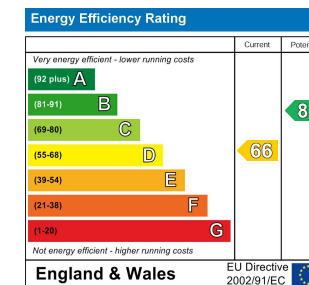 Energy Efficiency Rating
Current
Very energy efficient - lower running costs
(92 plus) A
(81-91) B
(69-80) C
(55-68) D
66
(39-54) E
(21-38) F
(1-20) G
Not energy efficient - higher running costs
England & Wales
EU Directive
2002/91/EC